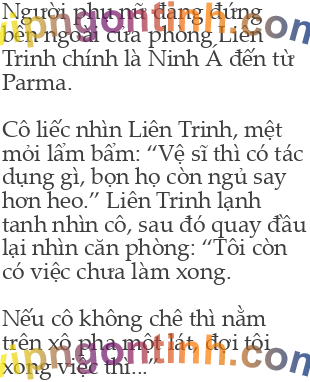 Người phụ nữ đang đứng
bên ngoài cửa phòng Liên
Trinh chính là Ninh Á đến từ
Parma.
Cô liếc nhìn Liên Trinh, mệt
mỏi lẩm bẩm: “Vệ sĩ thì có tác
dụng gì, bọn họ còn ngủ say
hơn heo.” Liên Trinh lạnh
tanh nhìn cô, sau đó quay đầu
lại nhìn căn phòng: “Tôi còn
có việc chưa làm xong.
Nếu cô không chê thì nằm
trên xô pha một lát, đợi tôi
xong việc thì...”
vipngontinh.com
vipngontinh.com